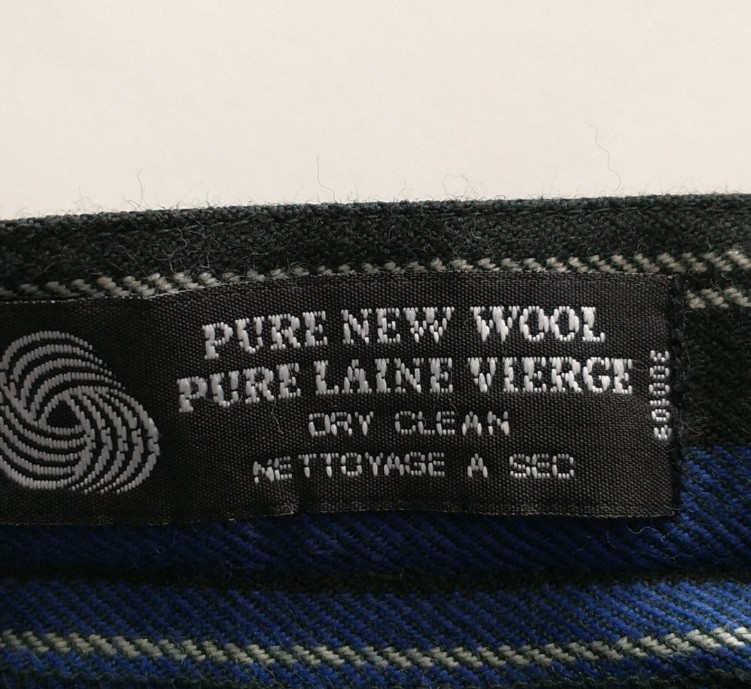 PURE NEW WOOL
PURE LAINE VIERGE
DRY CLEAN
NETTOYAGE A SEC